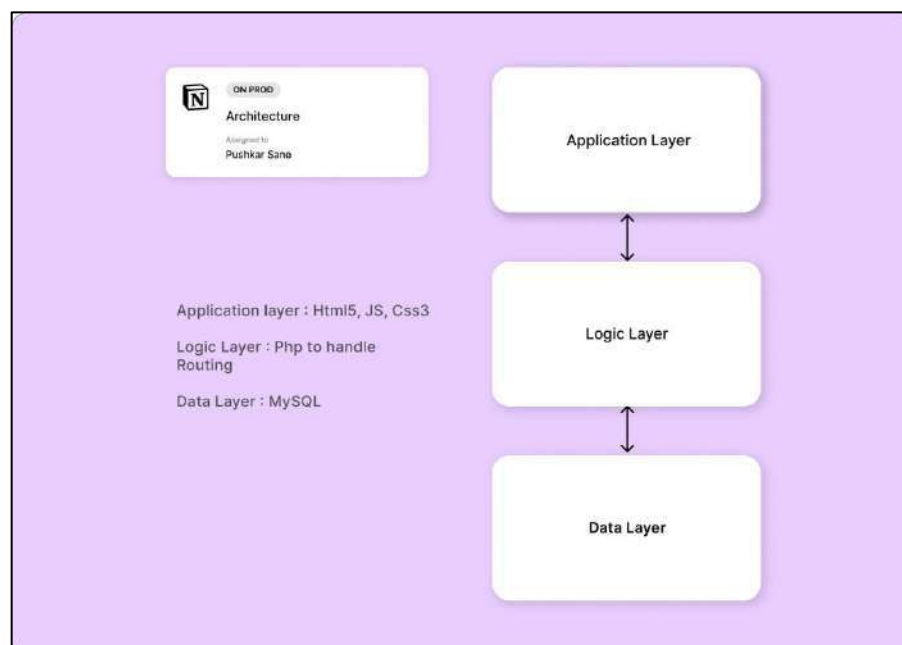 N
ON PROD
Architecture
Assigned to
Pushkar Sane
Application layer : Html5, JS, Css3
Logic Layer : Php to handle
Routing
Data Layer : MySQL
Application Layer
Logic Layer
Data Layer